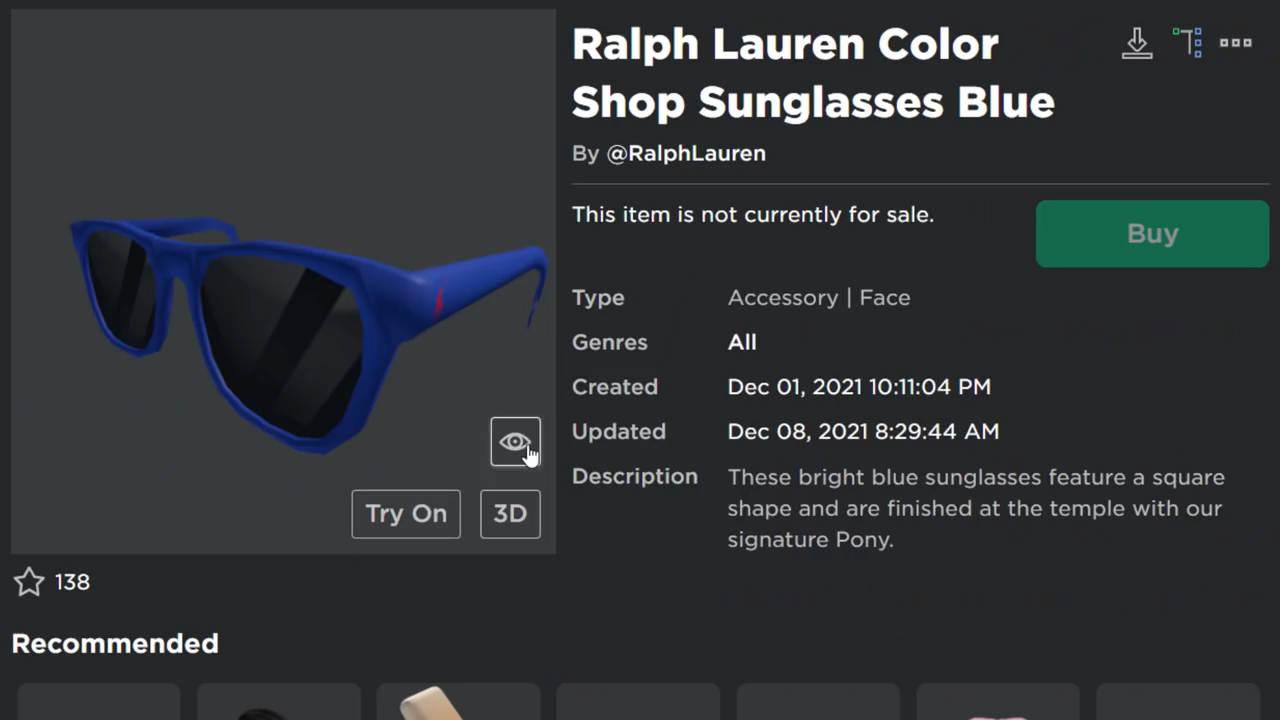 Ralph Lauren Color
Shop Sunglasses Blue
By @RalphLauren
This item is not currently for sale.
Buy
Type Accessory | Face
Genres All
Created Dec 01, 2021 10:11:04 PM
Updated Dec 08, 2021 8:29:44 AM
Description These bright blue sunglasses feature a square
shape and are finished at the temple with our
signature Pony.
Try On 3D
138
Recommended